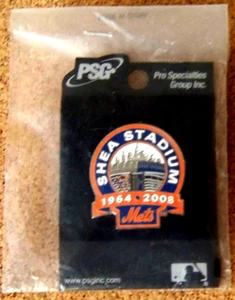 PSG
Pro Specialties
Group Inc.
SHEA STADIUM
1964 2008
Mets
www.psginc.com